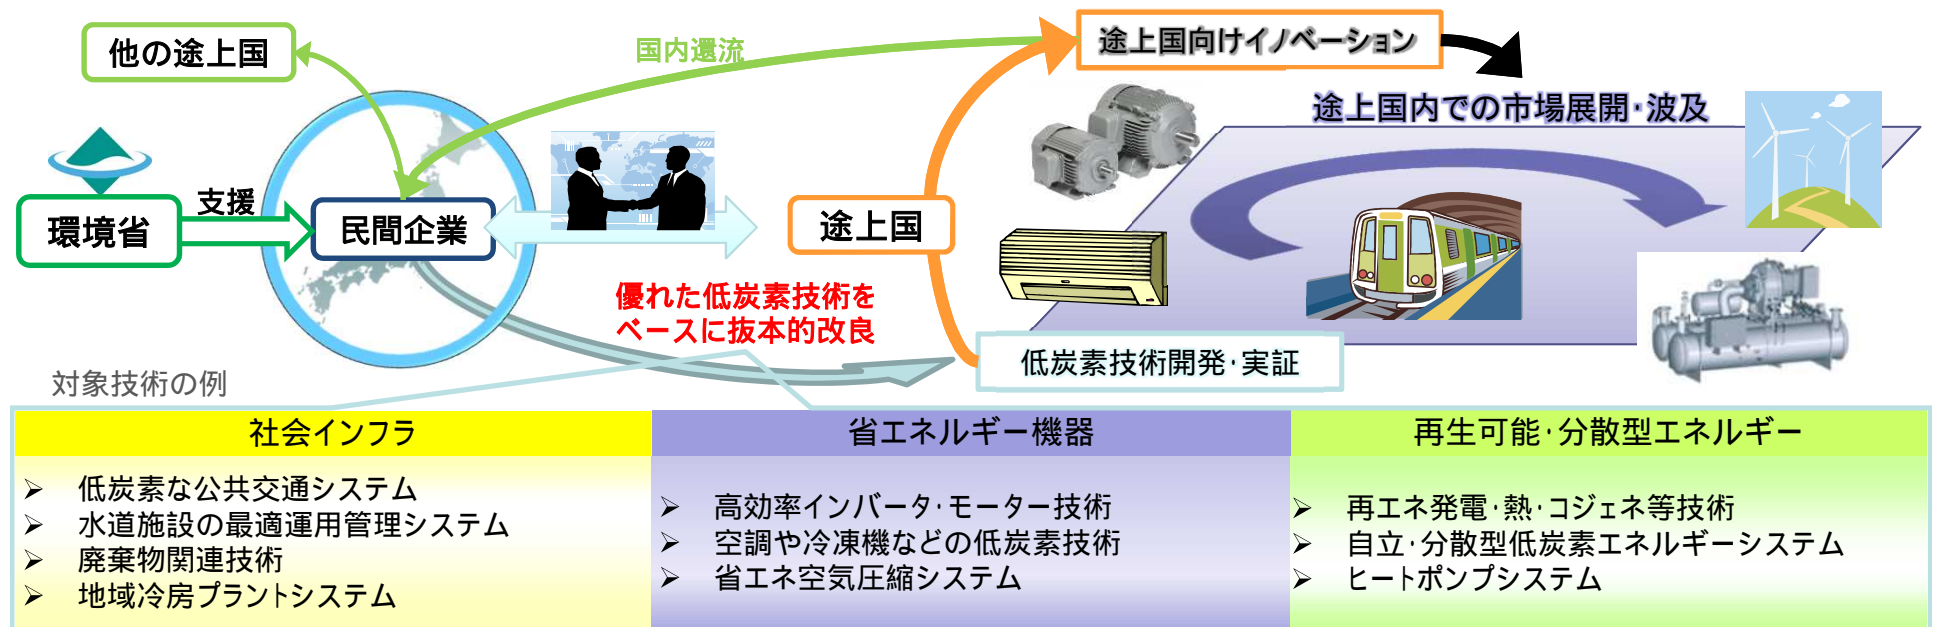 他の途上国
国内還流
途上国向けイノベーション
途上国内での市場展開・波及
環境省
支援
民間企業
途上国
優れた低炭素技術を
ベースに抜本的改良
低炭素技術開発・実証
対象技術の例
社会インフラ
➢ 低炭素な公共交通システム
➢ 水道施設の最適運用管理システム
➢ 廃棄物関連技術
➢ 地域冷房プラントシステム
省エネルギー機器
➢ 高効率インバータ・モーター技術
➢ 空調や冷凍機などの低炭素技術
➢ 省エネ空気圧縮システム
再生可能・分散型エネルギー
➢ 再エネ発電・熱・コジェネ等技術
➢ 自立・分散型低炭素エネルギーシステム
➢ ヒートポンプシステム